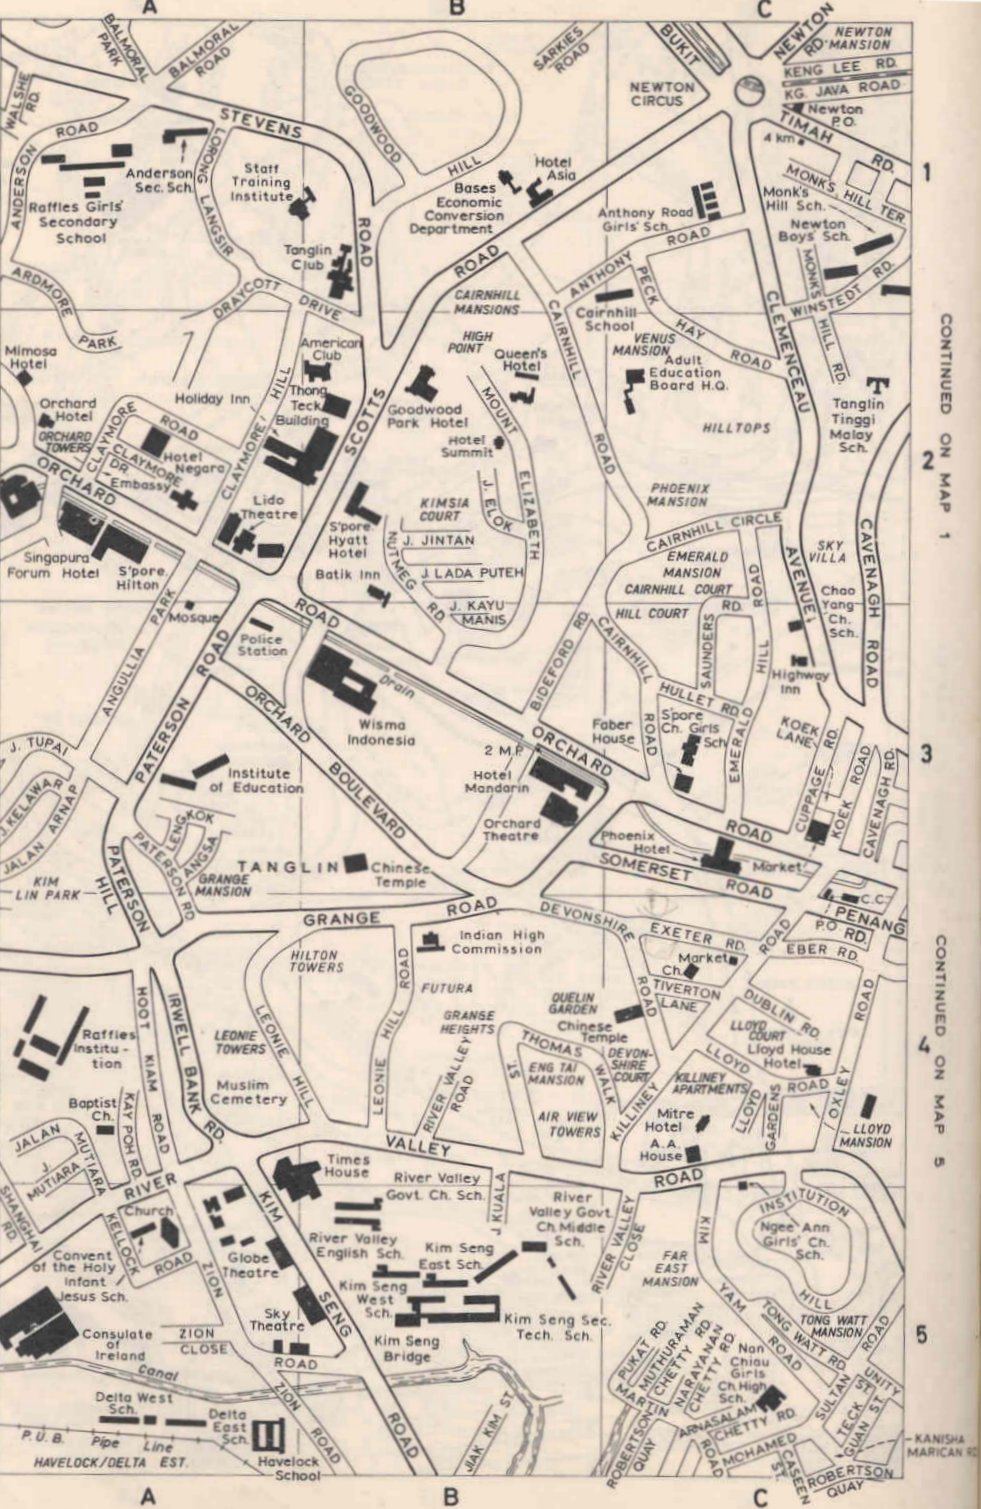 A
B
C
BALMORAL PARK
BALMORAL ROAD
SARKIES ROAD
BUKIT
NEWTON RD
NEWTON MANSION
KENG LEE RD.
KG. JAVA ROAD
NEWTON CIRCUS
Newton P.O.
TIMAH RD.
4 km
WALSHE RD.
ANDERSON ROAD
STEVENS ROAD
GOODWOOD HILL
Anderson Sec. Sch.
LORONG LANGSIR
Staff Training Institute
Raffles Girls' Secondary School
Hotel Asia
Bases Economic Conversion Department
Anthony Road Girls' Sch.
MONK'S HILL TER.
Monk's Hill Sch.
Newton Boys' Sch.
1
Tanglin Club
ROAD
ANTHONY ROAD
PECK HAY ROAD
MONK'S HILL RD.
WINSTEDT RD.
ARDMORE PARK
DRAYCOTT DRIVE
CAIRNHILL MANSIONS
CAIRNHILL ROAD
Cairnhill School
CLEMENCEAU AVENUE
CONTINUED ON MAP 1
Mimosa Hotel
American Club
HIGH POINT
Queen's Hotel
VENUS MANSION
Adult Education Board H.Q.
Tanglin Tinggi Malay Sch.
Orchard Hotel
ORCHARD TOWERS
CLAYMORE ROAD
Holiday Inn
CLAYMORE HILL
Thong Teck Building
SCOTTS
Goodwood Park Hotel
MOUNT ELIZABETH
Hotel Summit
HILLTOPS
2
CLAYMORE DR.
Hotel Negara
Embassy
ORCHARD ROAD
Lido Theatre
S'pore. Hyatt Hotel
KIMSIA COURT
J. ELOK
J. JINTAN
NUTMEG RD.
J. LADA PUTEH
J. KAYU MANIS
PHOENIX MANSION
CAIRNHILL CIRCLE
EMERALD MANSION
CAIRNHILL COURT
SKY VILLA
CAVENAGH ROAD
Singapura Forum Hotel
S'pore. Hilton
Batik Inn
HILL COURT
SAUNDERS RD.
Chao Yang Ch. Sch.
Mosque
ANGULLIA PARK
Police Station
BIDEFORD RD.
CAIRNHILL ROAD
HULLET RD
EMERALD HILL ROAD
Highway Inn
PATERSON ROAD
ORCHARD BOULEVARD
Drain
Wisma Indonesia
2 M.P.
ORCHARD ROAD
Faber House
S'pore Ch. Girls Sch
KOEK LANE
CUPPAGE RD.
KOEK ROAD
CAVENAGH RD.
3
J. TUPAI
J. KELAWAR
JALAN ARNAP
Institute of Education
Hotel Mandarin
Orchard Theatre
Phoenix Hotel
Market
LENGKOK ANGSA
PATERSON RD
PATERSON HILL
TANGLIN
Chinese Temple
GRANGE MANSION
KIM LIN PARK
SOMERSET ROAD
C.C.
PENANG
P.O RD.
GRANGE ROAD
DEVONSHIRE ROAD
EXETER RD.
EBER RD.
Indian High Commission
HILTON TOWERS
Market
Ch.
TIVERTON LANE
DUBLIN RD.
FUTURA
GRANGE HEIGHTS
QUELIN GARDEN
Chinese Temple
LLOYD COURT
Lloyd House Hotel
CONTINUED ON MAP 5
HOOT KIAM ROAD
IRWELL BANK RD.
LEONIE HILL
LEONIE TOWERS
LEONIE HILL ROAD
RIVER VALLEY ROAD
ST. THOMAS WALK
ENG TAI MANSION
DEVONSHIRE COURT
KILLINEY ROAD
KILLINEY APARTMENTS
LLOYD ROAD
LLOYD GARDENS
OXLEY ROAD
4
Raffles Institution
Muslim Cemetery
Baptist Ch.
KAY POH RD.
AIR VIEW TOWERS
Mitre Hotel
A.A. House
LLOYD MANSION
JALAN MUTIARA
J. MUTIARA
SHANGHAI RD.
RIVER VALLEY ROAD
Times House
River Valley Govt. Ch. Sch.
J KUALA
River Valley Govt. Ch. Middle Sch.
RIVER VALLEY CLOSE
INSTITUTION HILL
Ngee Ann Girls' Ch. Sch.
KELLOCK ROAD
Church
Convent of the Holy Infant Jesus Sch.
Globe Theatre
KIM SENG ROAD
ZION ROAD
River Valley English Sch.
Kim Seng East Sch.
Kim Seng West Sch.
FAR EAST MANSION
KIM YAM ROAD
Sky Theatre
Kim Seng Sec. Tech. Sch.
TONG WATT RD.
TONG WATT MANSION
5
Consulate of Ireland
ZION CLOSE
ROAD
Kim Seng Bridge
Canal
PUKAT RD.
MUTHURAMAN CHETTY RD.
NARAYANAN CHETTY RD.
MARTIN
Nan Chiau Girls Ch. High Sch.
SULTAN ROAD
UNITY ST.
TECK GUAN ST.
Delta West Sch.
Delta East Sch.
P.U.B. Pipe Line
HAVELOCK/DELTA EST.
Havelock School
JIAK KIM ST.
ROBERTSON QUAY
ARNASALAM CHETTY RD.
ROAD
MOHAMED
CASEEN ST.
KANISHA MARICAN RD
ROBERTSON QUAY
A
B
C